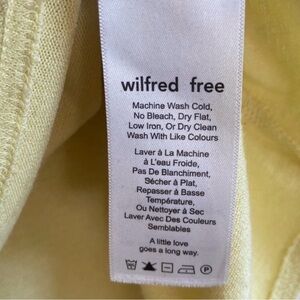 wilfred free
Machine Wash Cold,
No Bleach, Dry Flat,
Low Iron, Or Dry Clean
Wash With Like Colours
Laver à La Machine
à L'eau Froide,
Pas De Blanchiment,
Sécher à Plat,
Repasser à Basse
Température,
Ou Nettoyer à Sec
Laver Avec Des Couleurs
Semblables
A little love
goes a long way.